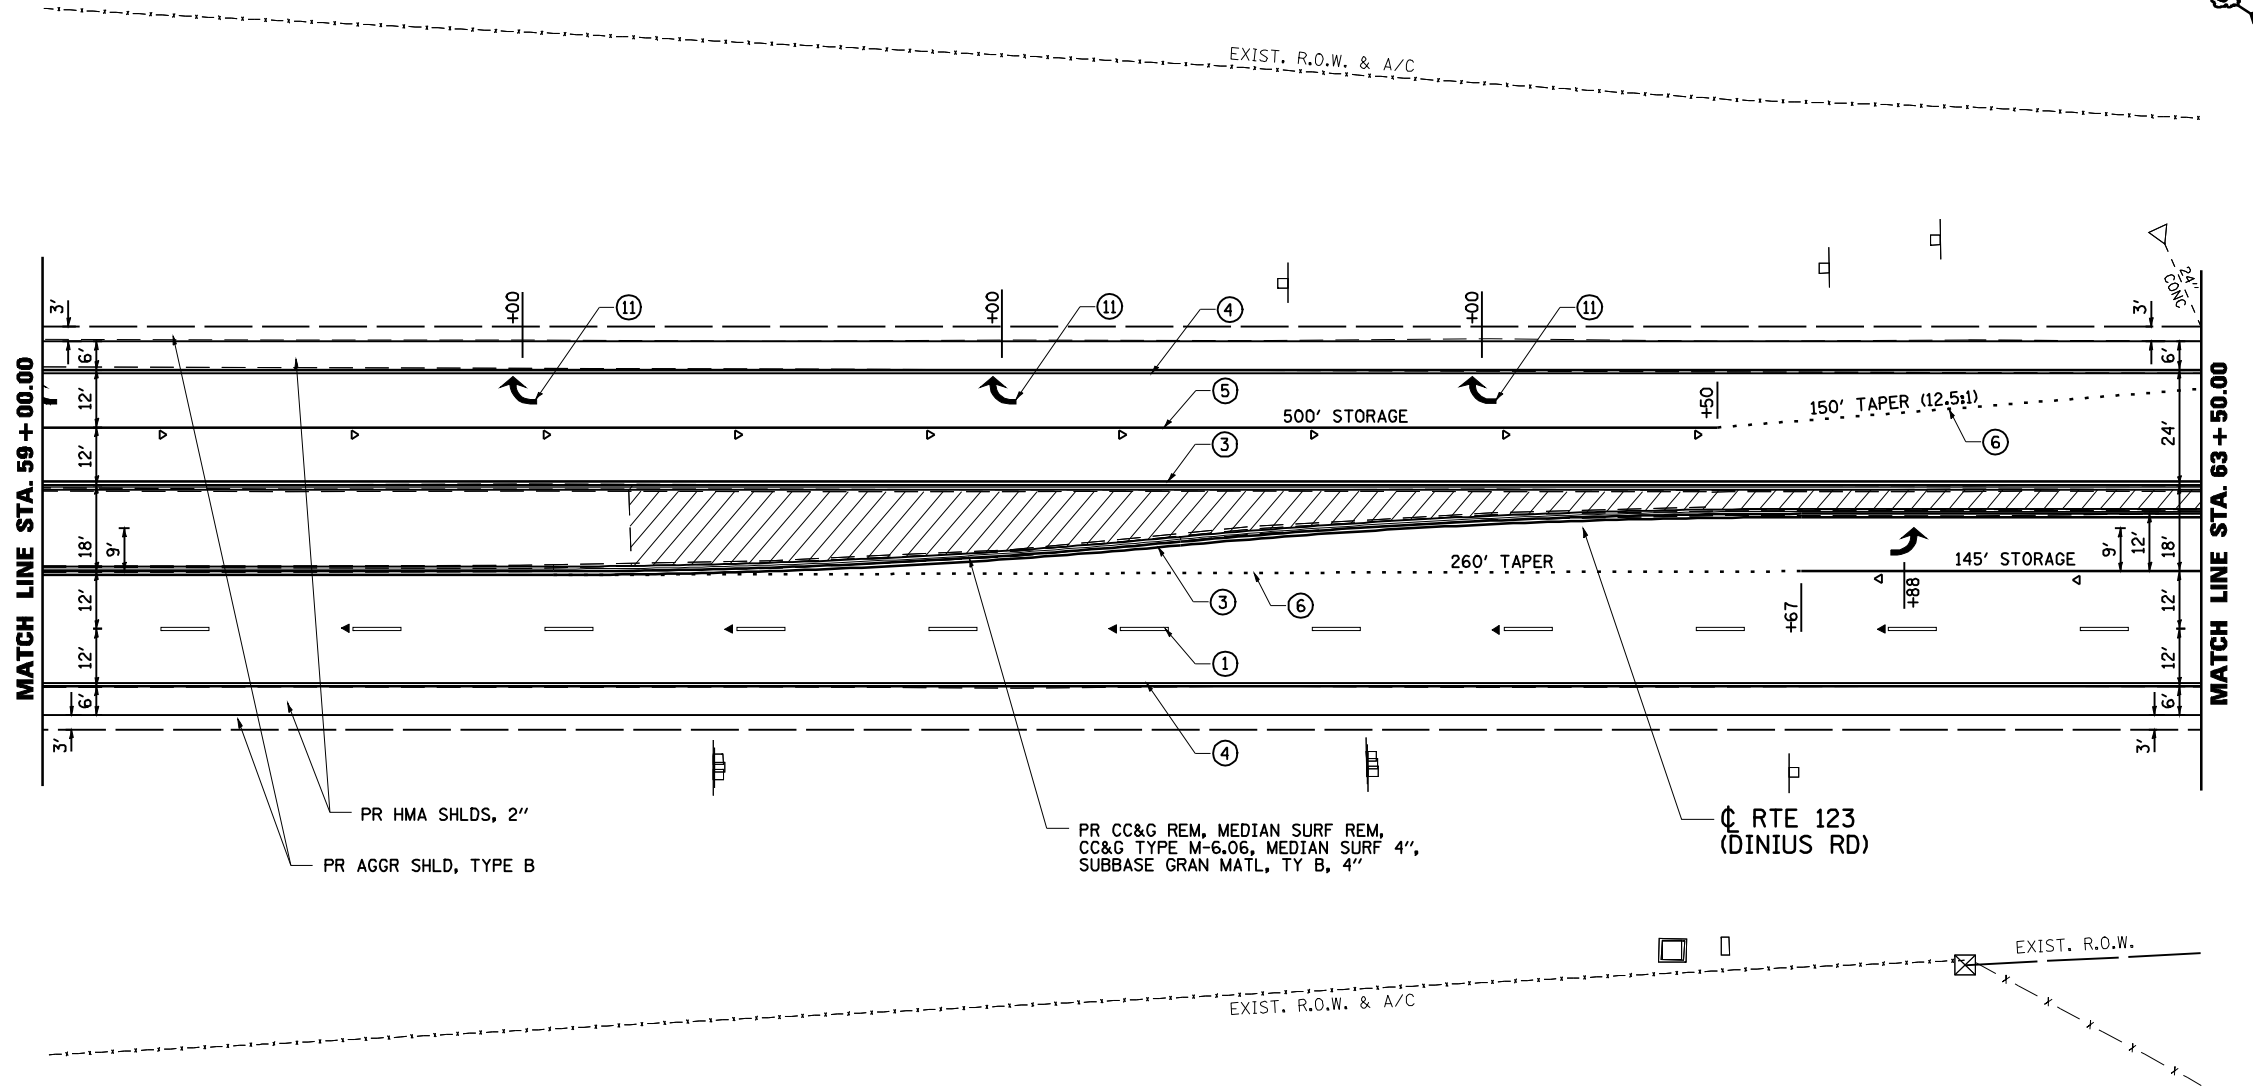 EXIST. R.O.W. & A/C
24" CONC
3'
3'
+00
+00
+00
11
11
4
11
6'
6'
12'
5
+50
150' TAPER (12.5:1)
500' STORAGE
6
24'
12'
3
MATCH LINE STA. 59+00.00
MATCH LINE STA. 63+50.00
18'
9'
260' TAPER
145' STORAGE
9'
12'
18'
12'
3
6
+67
+88
12'
12'
1
12'
6'
6'
3'
4
3'
PR HMA SHLDS, 2"
PR AGGR SHLD, TYPE B
PR CC&G REM, MEDIAN SURF REM,
CC&G TYPE M-6.06, MEDIAN SURF 4",
SUBBASE GRAN MATL, TY B, 4"
℄ RTE 123
(DINIUS RD)
EXIST. R.O.W.
EXIST. R.O.W. & A/C